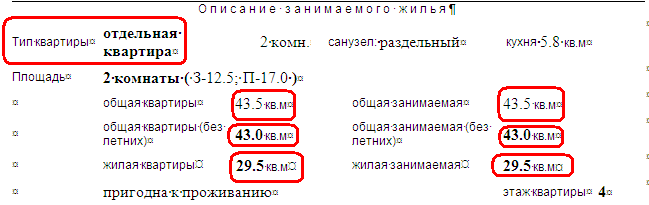 Описание занимаемого жилья
Тип квартиры отдельная квартира 2 комн. санузел: раздельный кухня 5.8 кв.м
Площадь 2 комнаты ( 3-12.5; П-17.0 )
общая квартиры 43.5 кв.м общая занимаемая 43.5 кв.м
общая квартиры (без летних) 43.0 кв.м общая занимаемая (без летних) 43.0 кв.м
жилая квартиры 29.5 кв.м жилая занимаемая 29.5 кв.м
пригодна к проживанию этаж квартиры 4